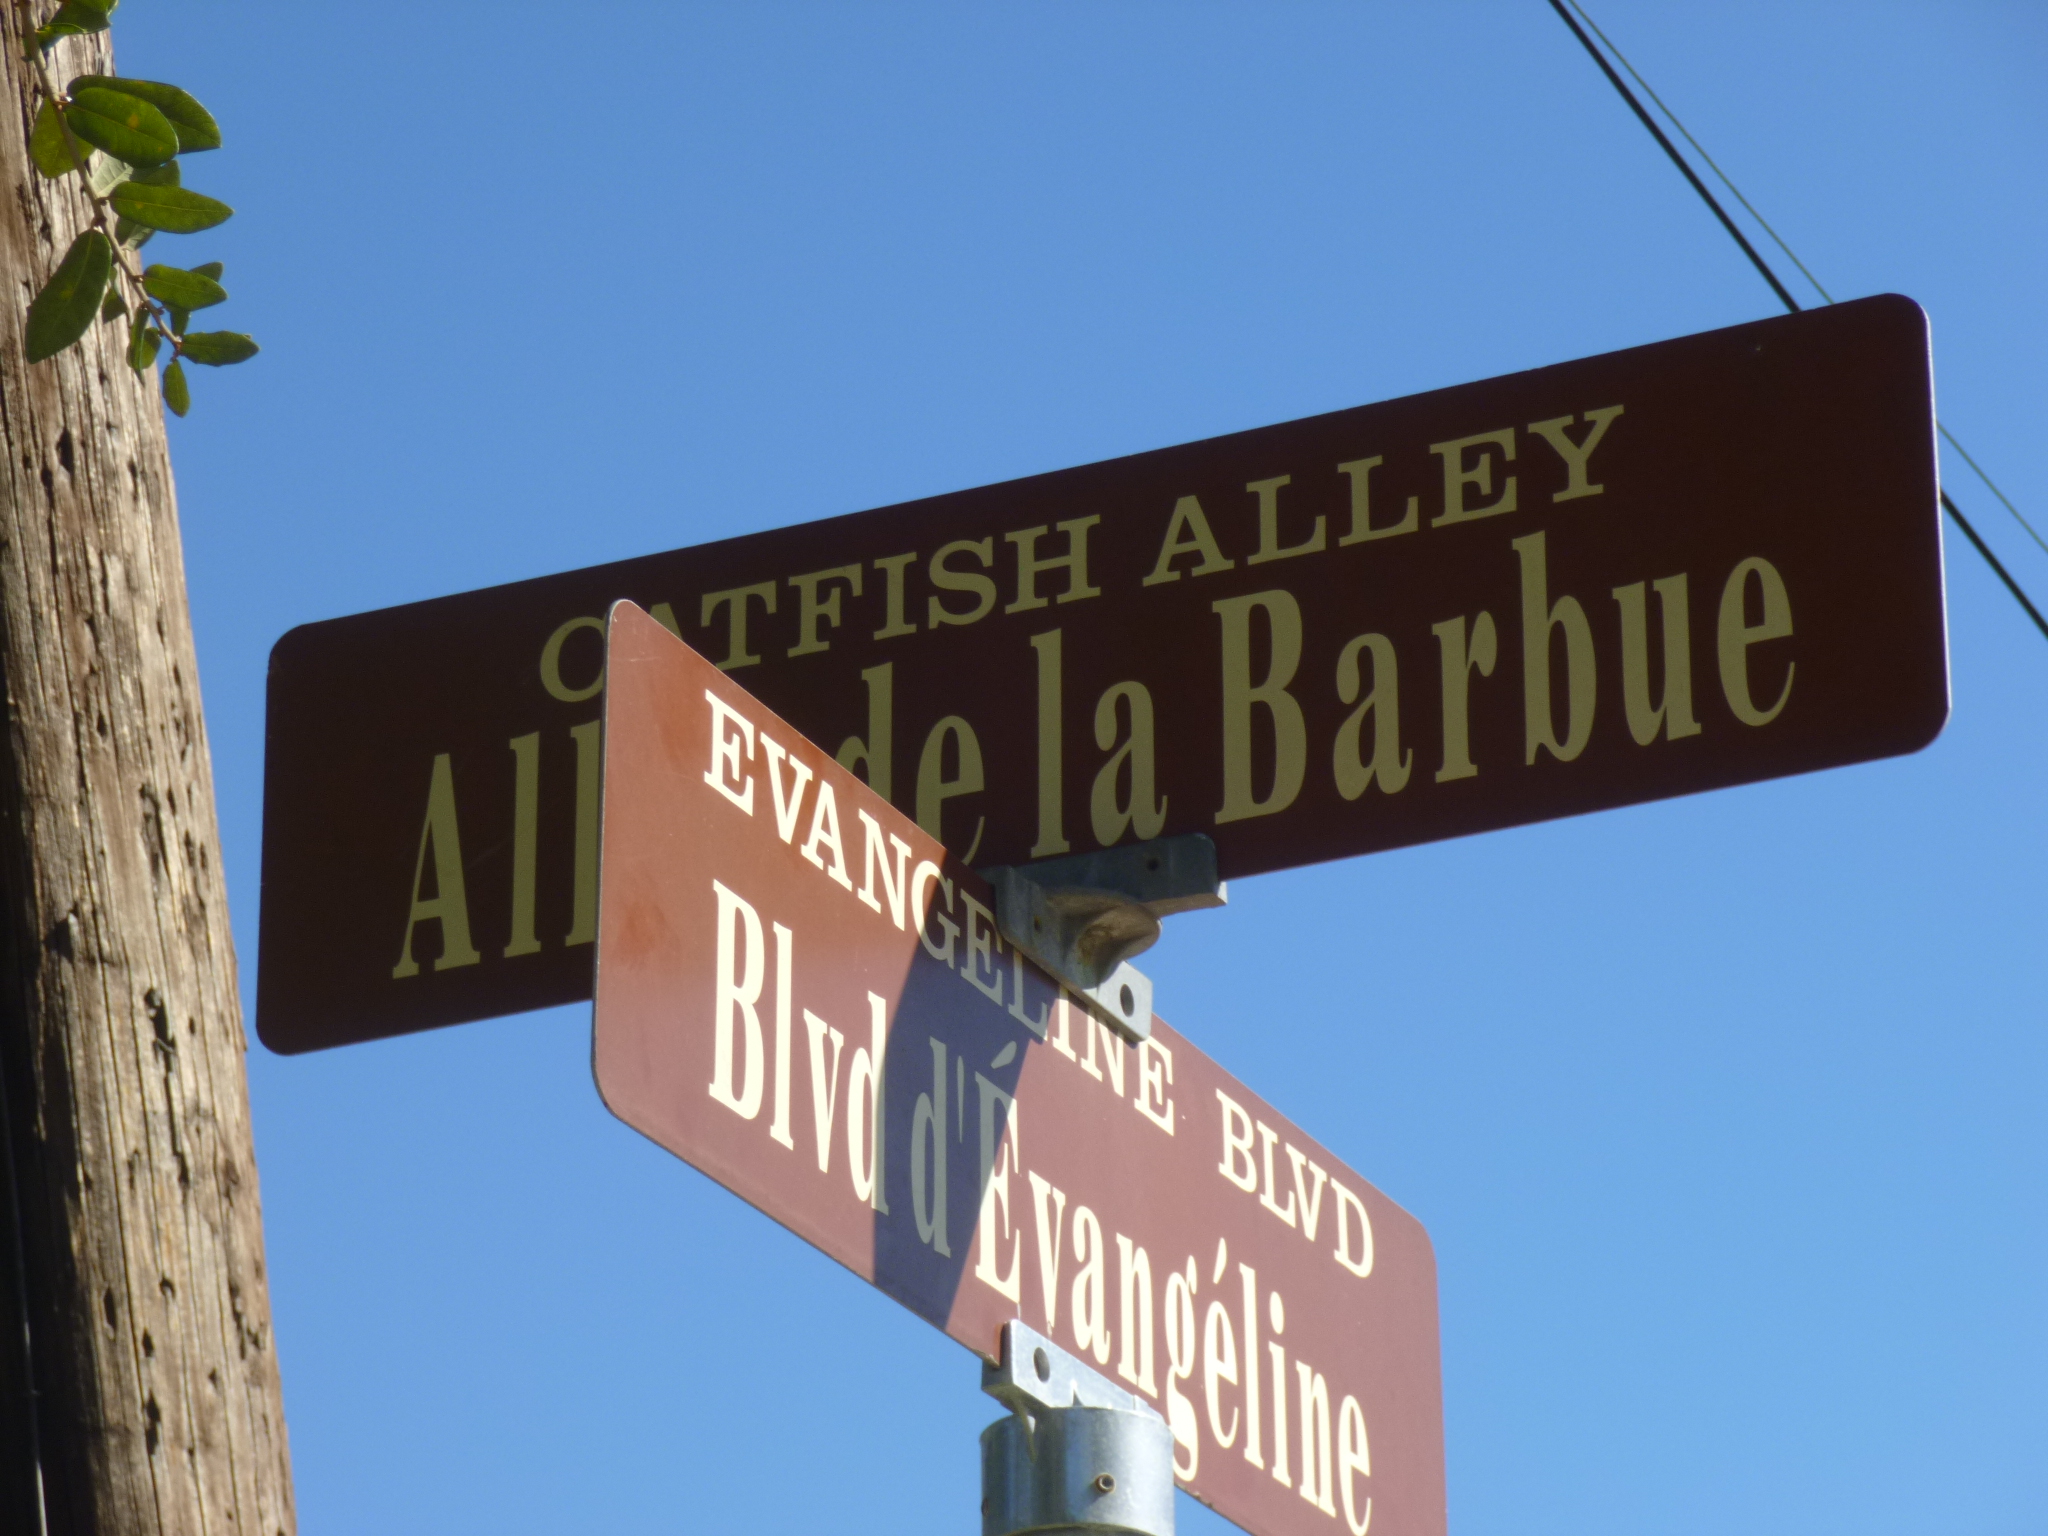 CATFISH ALLEY
de la Barbue
EVANGELINE BLVD
Blvd d'Évangéline